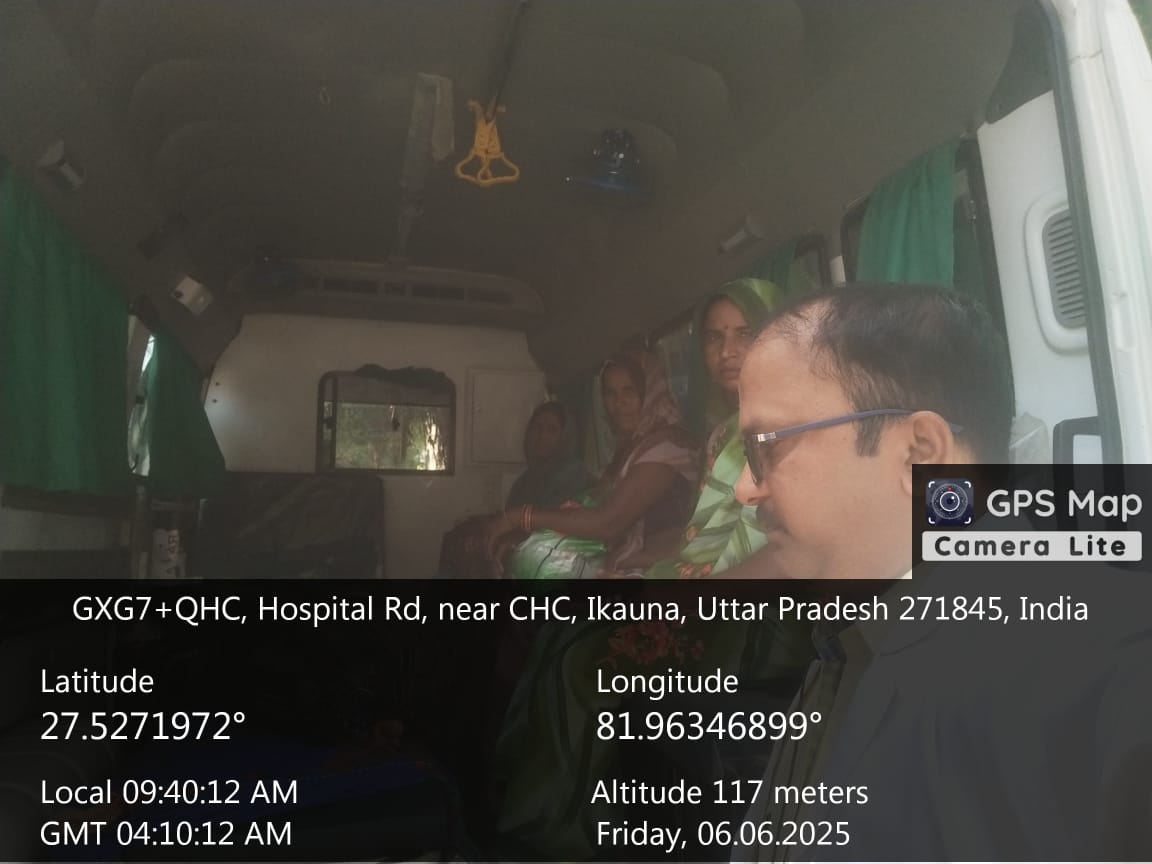 GPS Map
Camera Lite
GXG7+QHC, Hospital Rd, near CHC, Ikauna, Uttar Pradesh 271845, India
Latitude
27.5271972°
Longitude
81.96346899°
Local 09:40:12 AM
GMT 04:10:12 AM
Altitude 117 meters
Friday, 06.06.2025